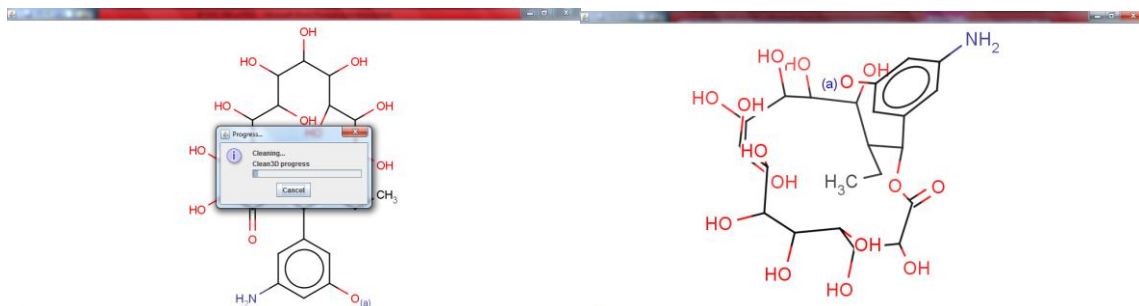 OH
HO OH
HO OH OH
HO
Progress...
Cleaning...
HO Clean3D progress OH
Cancel CH₃
HO
O
H₂N O(a)
NH₂
HO HO OH
(a) O
HO OH
HO
OH
H₃C O O
HO
HO OH OH
HO HO